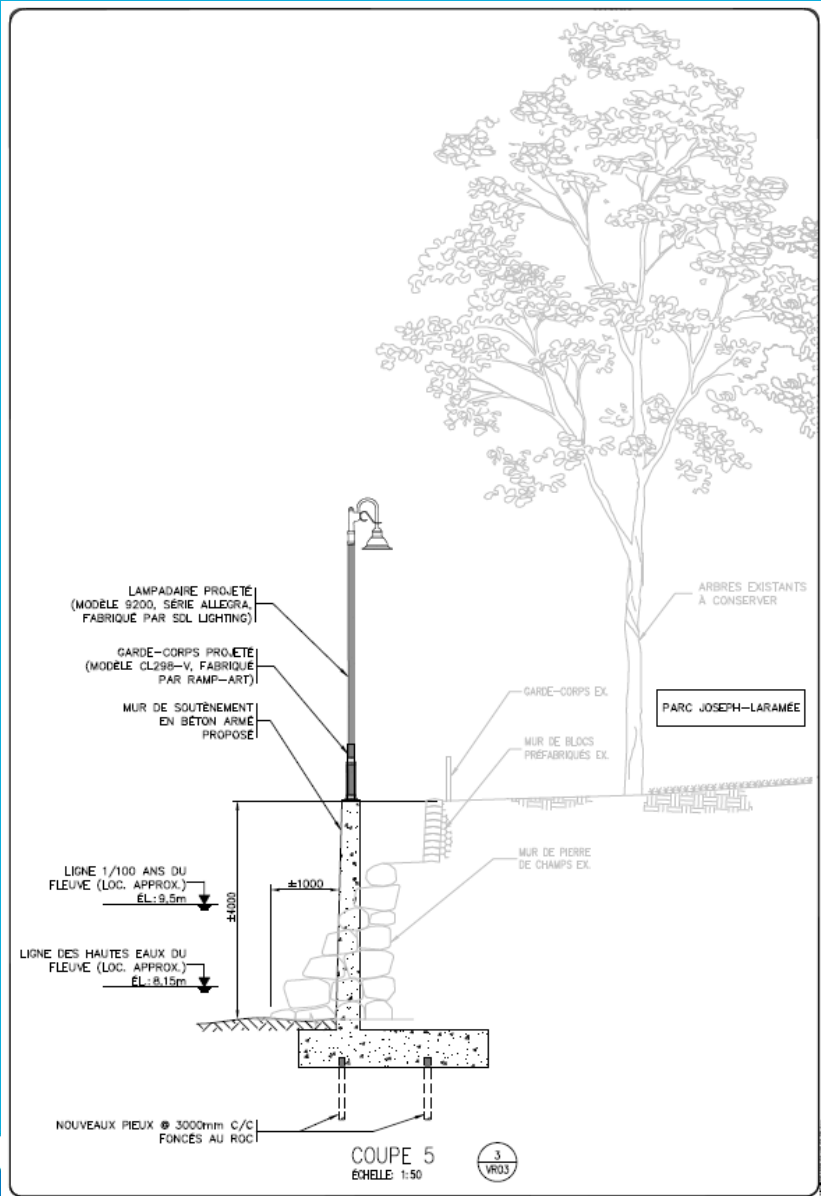 LAMPADAIRE PROJETÉ
(MODÈLE 9200, SÉRIE ALLEGRA,
FABRIQUÉ PAR SDL LIGHTING)
GARDE-CORPS PROJETÉ
(MODÈLE CL298-V, FABRIQUÉ
PAR RAMP-ART)
MUR DE SOUTÈNEMENT
EN BÉTON ARMÉ
PROPOSÉ
ARBRES EXISTANTS
À CONSERVER
GARDE-CORPS EX.
PARC JOSEPH-LARAMÉE
MUR DE BLOCS
PRÉFABRIQUÉS EX.
MUR DE PIERRE
DE CHAMPS EX.
LIGNE 1/100 ANS DU
FLEUVE (LOC. APPROX.)
ÉL.: 9,5m
±1000
±4000
LIGNE DES HAUTES EAUX DU
FLEUVE (LOC. APPROX.)
ÉL.: 8,15m
NOUVEAUX PIEUX @ 3000mm C/C
FONCÉS AU ROC
COUPE 5
ÉCHELLE: 1:50
3
VR03